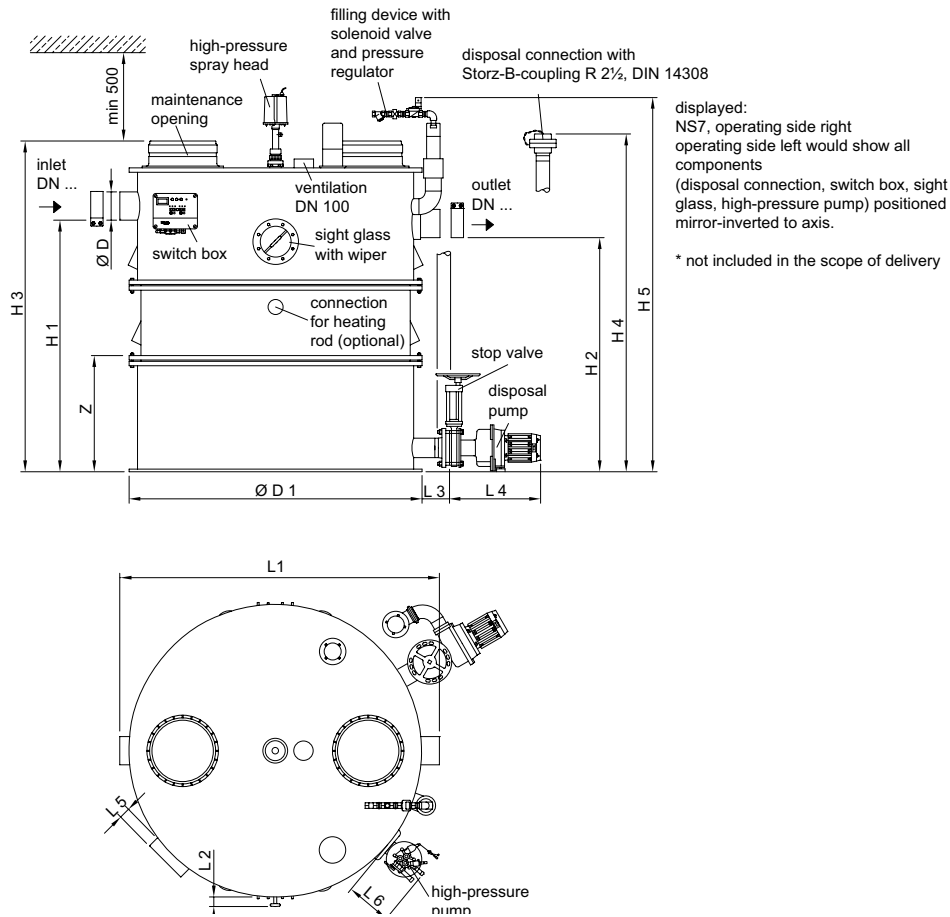 filling device with
solenoid valve
and pressure
regulator
high-pressure
spray head
disposal connection with
Storz-B-coupling R 2½, DIN 14308
min 500
maintenance
opening
displayed:
NS7, operating side right
operating side left would show all
components
(disposal connection, switch box, sight
glass, high-pressure pump) positioned
mirror-inverted to axis.
* not included in the scope of delivery
inlet
DN ...
ventilation
DN 100
outlet
DN ...
Ø D
switch box
sight glass
with wiper
H 3
H 1
connection
for heating
rod (optional)
H 2
H 4
H 5
stop valve
Z
disposal
pump
Ø D 1
L 3
L 4
L1
L 5
L 2
L 6
high-pressure
pump